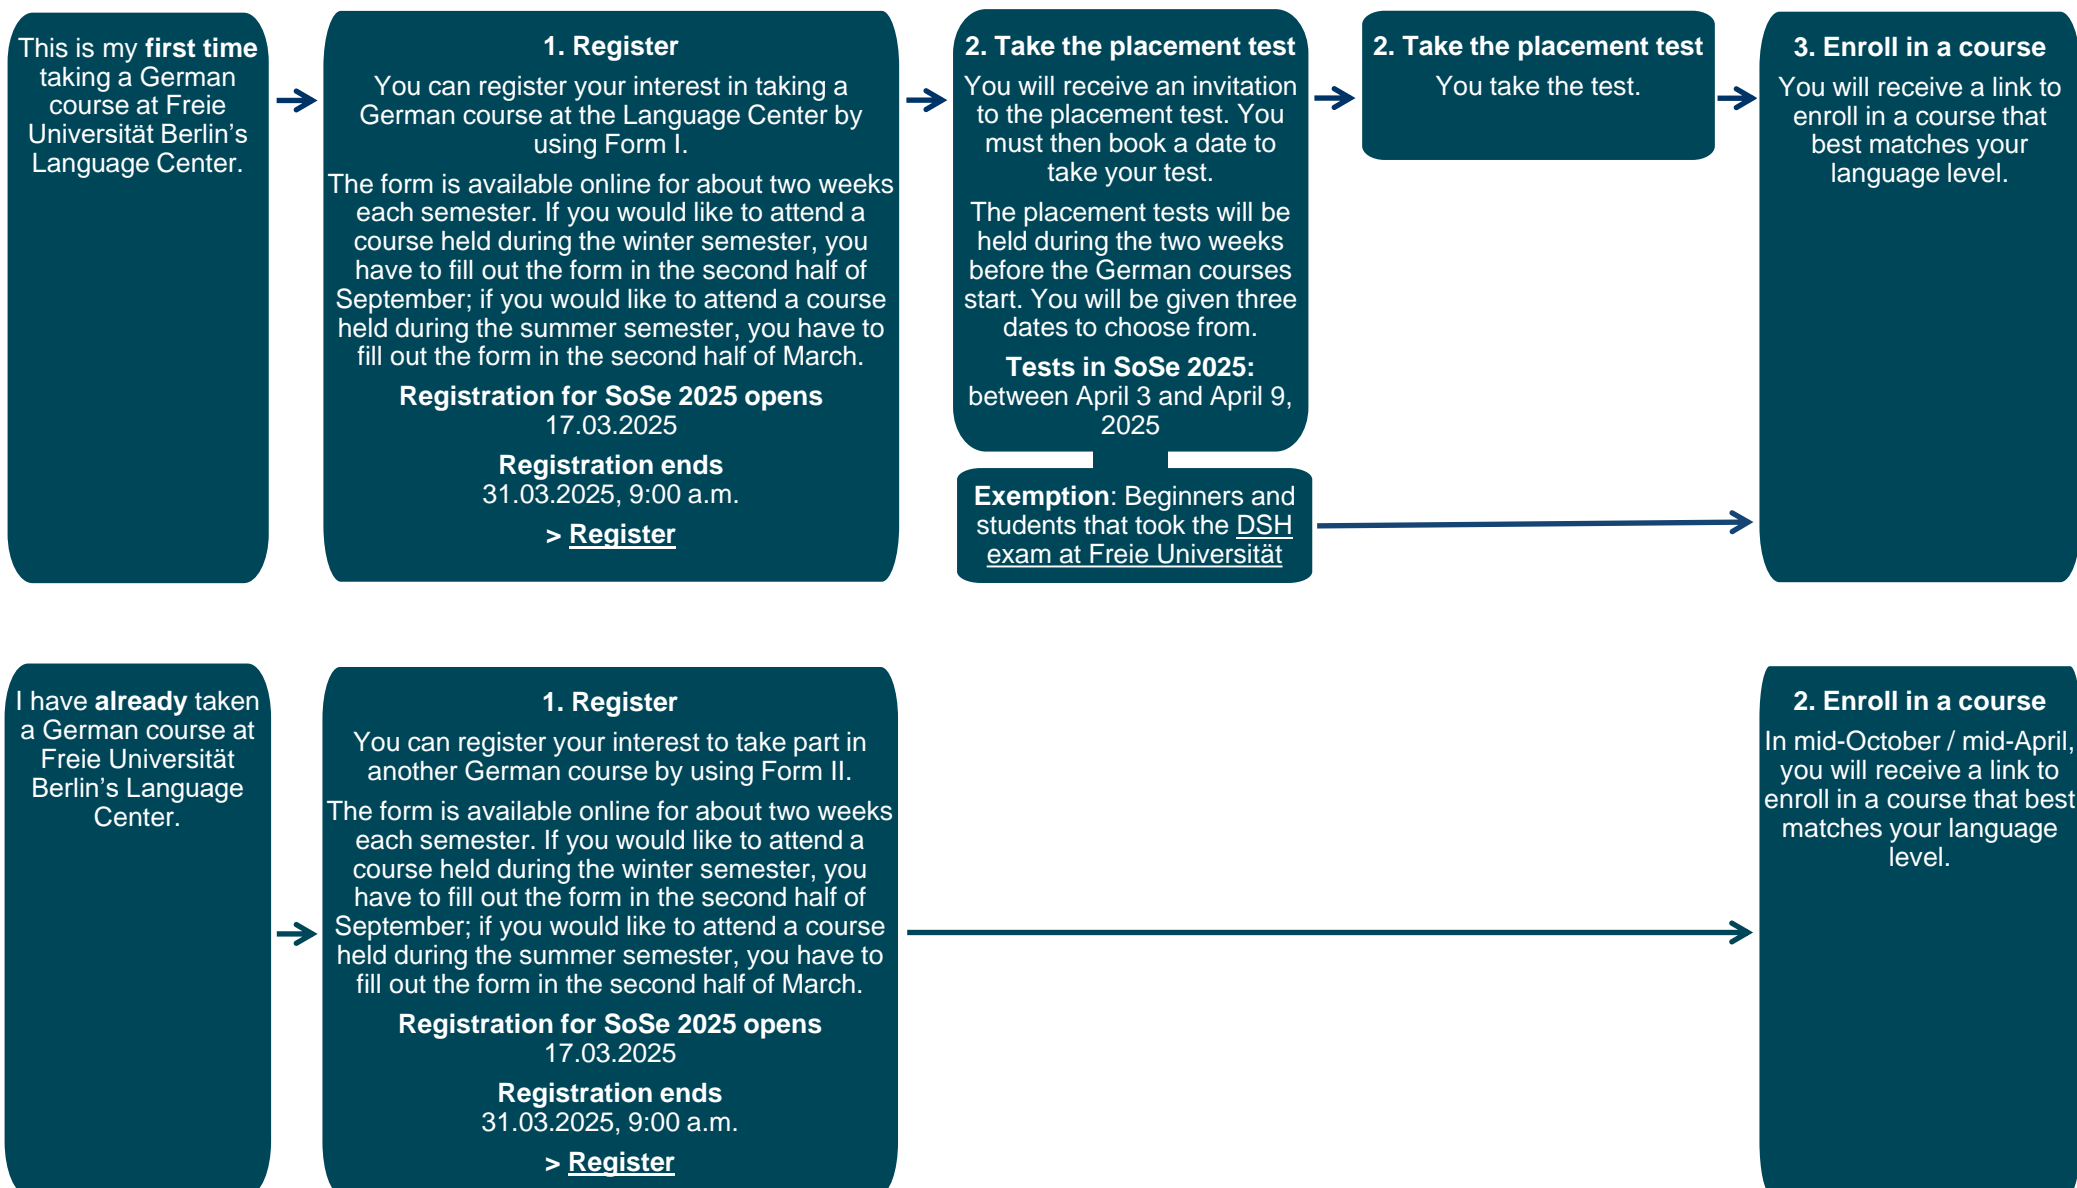 This is my first time
taking a German
course at Freie
Universität Berlin’s
Language Center.
1. Register
You can register your interest in taking a
German course at the Language Center by
using Form I.
The form is available online for about two weeks
each semester. If you would like to attend a
course held during the winter semester, you
have to fill out the form in the second half of
September; if you would like to attend a course
held during the summer semester, you have to
fill out the form in the second half of March.
Registration for SoSe 2025 opens
17.03.2025
Registration ends
31.03.2025, 9:00 a.m.
> Register
2. Take the placement test
You will receive an invitation
to the placement test. You
must then book a date to
take your test.
The placement tests will be
held during the two weeks
before the German courses
start. You will be given three
dates to choose from.
Tests in SoSe 2025:
between April 3 and April 9,
2025
Exemption: Beginners and
students that took the DSH
exam at Freie Universität
2. Take the placement test
You take the test.
3. Enroll in a course
You will receive a link to
enroll in a course that
best matches your
language level.
I have already taken
a German course at
Freie Universität
Berlin’s Language
Center.
1. Register
You can register your interest to take part in
another German course by using Form II.
The form is available online for about two weeks
each semester. If you would like to attend a
course held during the winter semester, you
have to fill out the form in the second half of
September; if you would like to attend a course
held during the summer semester, you have to
fill out the form in the second half of March.
Registration for SoSe 2025 opens
17.03.2025
Registration ends
31.03.2025, 9:00 a.m.
> Register
2. Enroll in a course
In mid-October / mid-April,
you will receive a link to
enroll in a course that best
matches your language
level.